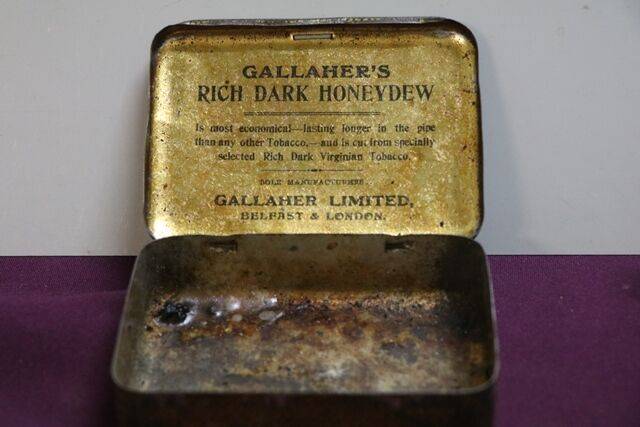 GALLAHER'S
RICH DARK HONEYDEW
Is most economical—lasting longer in the pipe
than any other Tobacco,—and is cut from specially
selected Rich Dark Virginian Tobacco.
SOLE MANUFACTURERS.
GALLAHER LIMITED,
BELFAST & LONDON.